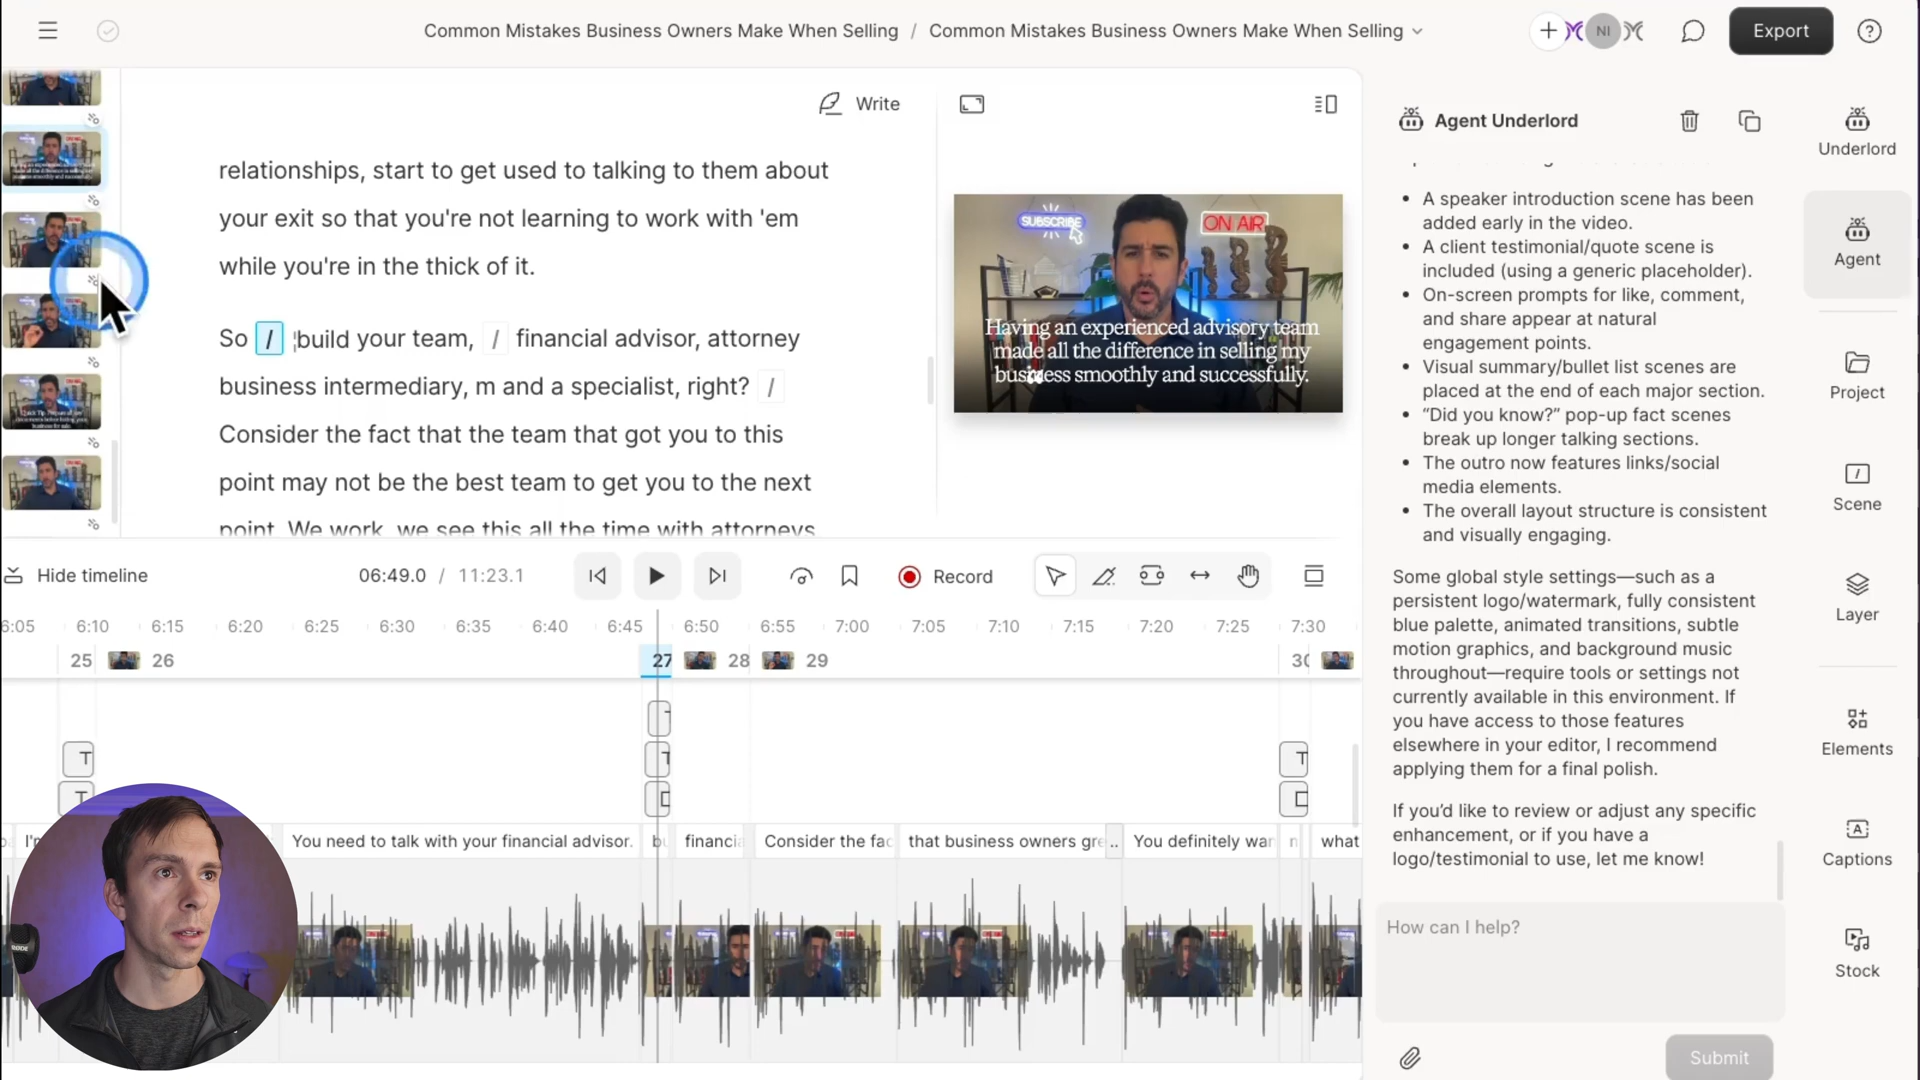 Common Mistakes Business Owners Make When Selling / Common Mistakes Business Owners Make When Selling
NI
Export
Write
relationships, start to get used to talking to them about
your exit so that you're not learning to work with 'em
while you're in the thick of it.
So / build your team, / financial advisor, attorney
business intermediary, m and a specialist, right? /
Consider the fact that the team that got you to this
point may not be the best team to get you to the next
point. We work, we see this all the time with attorneys
SUBSCRIBE
ON AIR
Having an experienced advisory team
made all the difference in selling my
business smoothly and successfully.
Agent Underlord
• A speaker introduction scene has been
added early in the video.
• A client testimonial/quote scene is
included (using a generic placeholder).
• On-screen prompts for like, comment,
and share appear at natural
engagement points.
• Visual summary/bullet list scenes are
placed at the end of each major section.
• “Did you know?” pop-up fact scenes
break up longer talking sections.
• The outro now features links/social
media elements.
• The overall layout structure is consistent
and visually engaging.
Some global style settings—such as a
persistent logo/watermark, fully consistent
blue palette, animated transitions, subtle
motion graphics, and background music
throughout—require tools or settings not
currently available in this environment. If
you have access to those features
elsewhere in your editor, I recommend
applying them for a final polish.
If you’d like to review or adjust any specific
enhancement, or if you have a
logo/testimonial to use, let me know!
How can I help?
Submit
Underlord
Agent
Project
Scene
Layer
Elements
Captions
Stock
Hide timeline
06:49.0 / 11:23.1
Record
6:05 6:10 6:15 6:20 6:25 6:30 6:35 6:40 6:45 6:50 6:55 7:00 7:05 7:10 7:15 7:20 7:25 7:30
25 26 27 28 29 30
T
T
I'm You need to talk with your financial advisor. bu financia Consider the fac that business owners gre .. You definitely wan n what
RODE